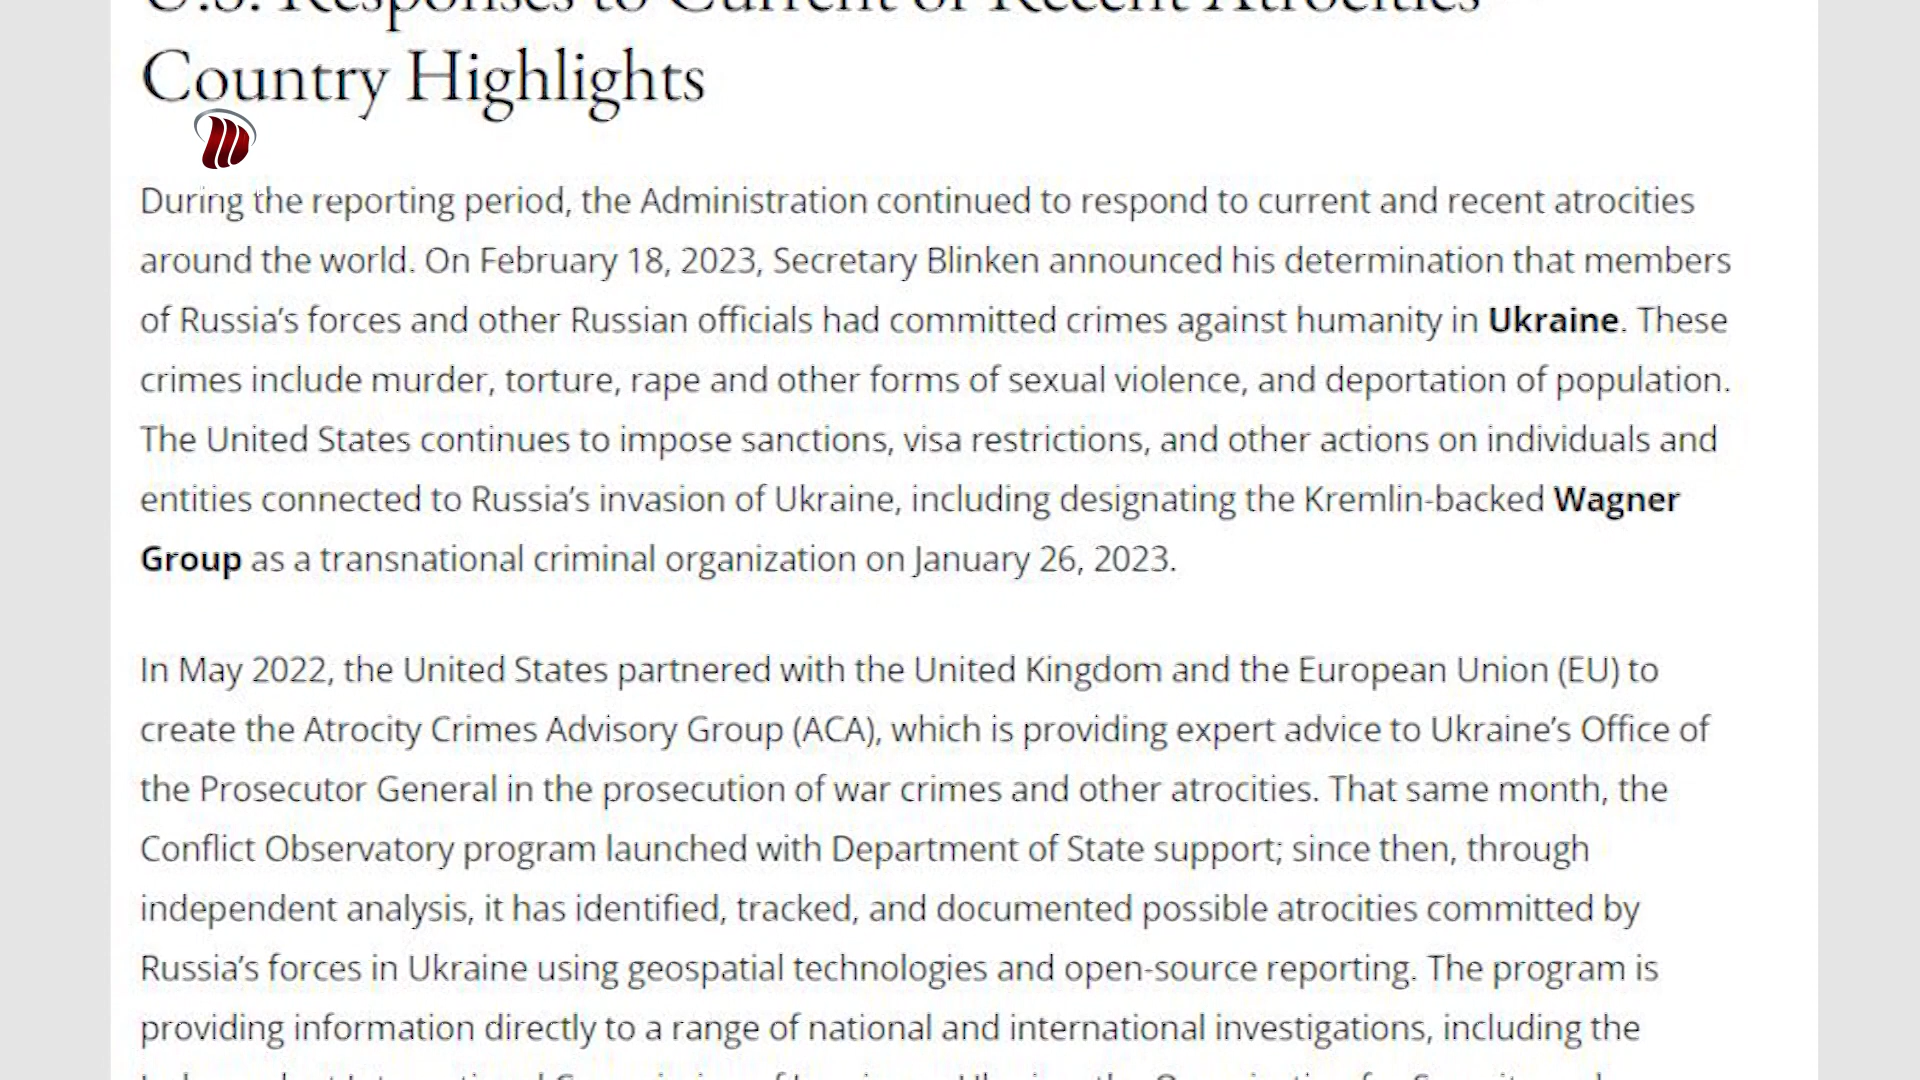 U.S. Responses to Current or Recent Atrocities
Country Highlights
During the reporting period, the Administration continued to respond to current and recent atrocities
around the world. On February 18, 2023, Secretary Blinken announced his determination that members
of Russia’s forces and other Russian officials had committed crimes against humanity in Ukraine. These
crimes include murder, torture, rape and other forms of sexual violence, and deportation of population.
The United States continues to impose sanctions, visa restrictions, and other actions on individuals and
entities connected to Russia’s invasion of Ukraine, including designating the Kremlin-backed Wagner
Group as a transnational criminal organization on January 26, 2023.
In May 2022, the United States partnered with the United Kingdom and the European Union (EU) to
create the Atrocity Crimes Advisory Group (ACA), which is providing expert advice to Ukraine’s Office of
the Prosecutor General in the prosecution of war crimes and other atrocities. That same month, the
Conflict Observatory program launched with Department of State support; since then, through
independent analysis, it has identified, tracked, and documented possible atrocities committed by
Russia’s forces in Ukraine using geospatial technologies and open-source reporting. The program is
providing information directly to a range of national and international investigations, including the